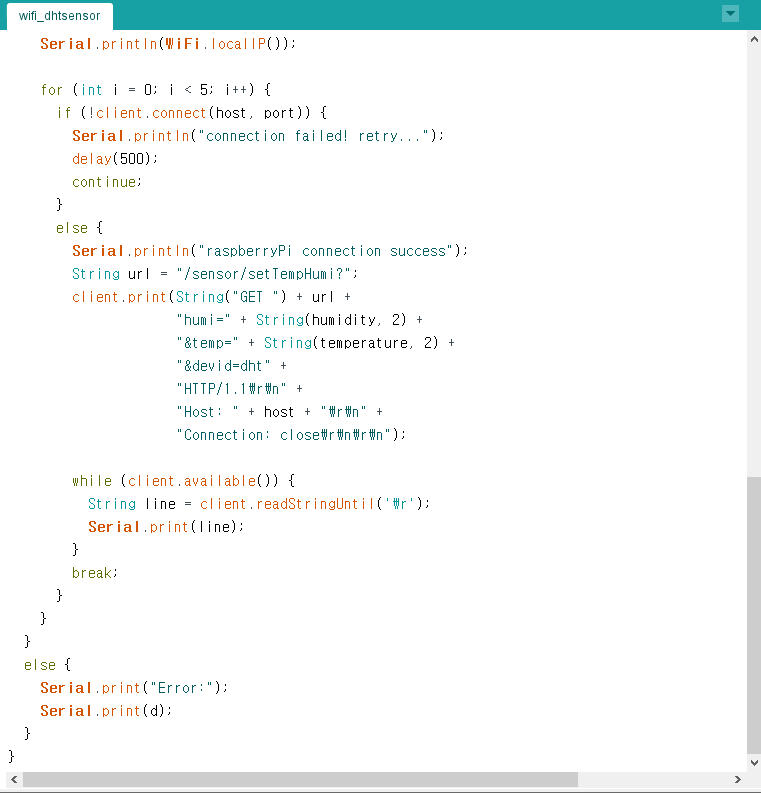 wifi_dhtsensor
Serial.println(WiFi.localIP());
for (int i = 0; i < 5; i++) {
if (!client.connect(host, port)) {
Serial.println("connection failed! retry...");
delay(500);
continue;
}
else {
Serial.println("raspberryPi connection success");
String url = "/sensor/setTempHumi?";
client.print(String("GET ") + url +
"humi=" + String(humidity, 2) +
"&temp=" + String(temperature, 2) +
"&devid=dht" +
"HTTP/1.1₩r₩n" +
"Host: " + host + "₩r₩n" +
"Connection: close₩r₩n₩r₩n");
while (client.available()) {
String line = client.readStringUntil('₩r');
Serial.print(line);
}
break;
}
}
}
else {
Serial.print("Error:");
Serial.print(d);
}
}